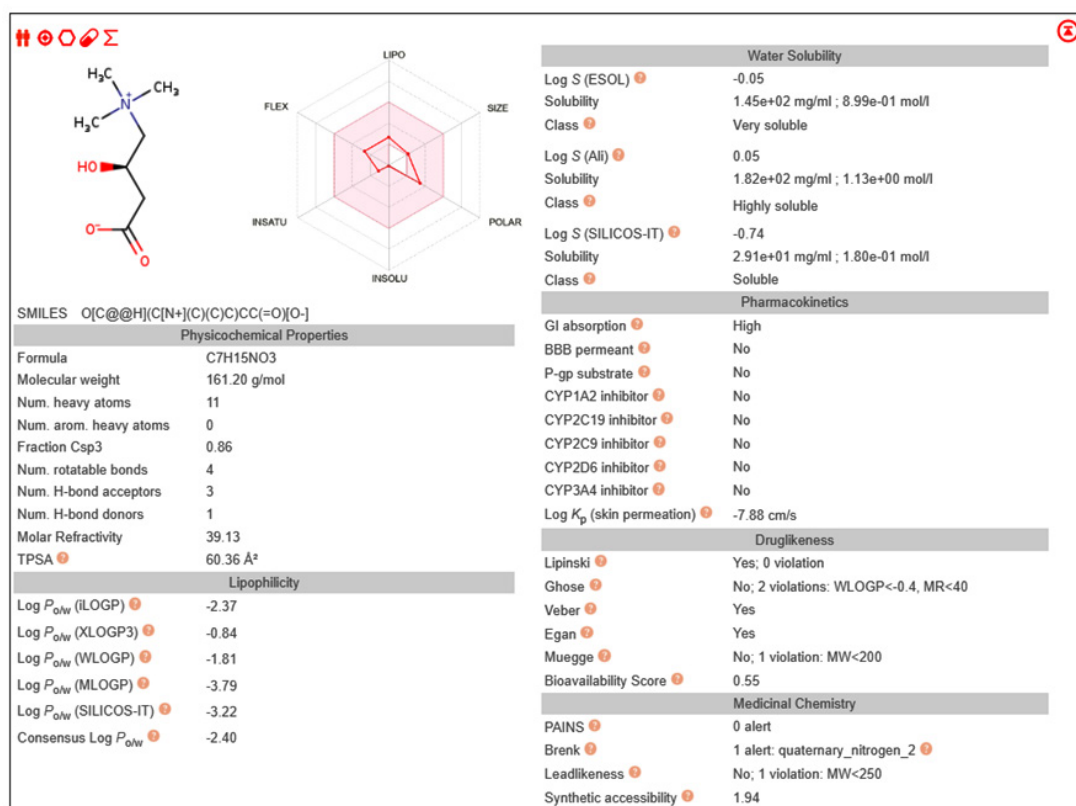 H₃C
H₃C
CH₃
N⁺
HO
O⁻
O
LIPO
FLEX
SIZE
INSATU
POLAR
INSOLU
SMILES O[C@@H](C[N+](C)(C)C)CC(=O)[O-]
Physicochemical Properties
Formula C7H15NO3
Molecular weight 161.20 g/mol
Num. heavy atoms 11
Num. arom. heavy atoms 0
Fraction Csp3 0.86
Num. rotatable bonds 4
Num. H-bond acceptors 3
Num. H-bond donors 1
Molar Refractivity 39.13
TPSA ? 60.36 Å²
Lipophilicity
Log Po/w (iLOGP) ? -2.37
Log Po/w (XLOGP3) ? -0.84
Log Po/w (WLOGP) ? -1.81
Log Po/w (MLOGP) ? -3.79
Log Po/w (SILICOS-IT) ? -3.22
Consensus Log Po/w ? -2.40
Water Solubility
Log S (ESOL) ? -0.05
Solubility 1.45e+02 mg/ml ; 8.99e-01 mol/l
Class ? Very soluble
Log S (Ali) ? 0.05
Solubility 1.82e+02 mg/ml ; 1.13e+00 mol/l
Class ? Highly soluble
Log S (SILICOS-IT) ? -0.74
Solubility 2.91e+01 mg/ml ; 1.80e-01 mol/l
Class ? Soluble
Pharmacokinetics
GI absorption ? High
BBB permeant ? No
P-gp substrate ? No
CYP1A2 inhibitor ? No
CYP2C19 inhibitor ? No
CYP2C9 inhibitor ? No
CYP2D6 inhibitor ? No
CYP3A4 inhibitor ? No
Log Kp (skin permeation) ? -7.88 cm/s
Druglikeness
Lipinski ? Yes; 0 violation
Ghose ? No; 2 violations: WLOGP<-0.4, MR<40
Veber ? Yes
Egan ? Yes
Muegge ? No; 1 violation: MW<200
Bioavailability Score ? 0.55
Medicinal Chemistry
PAINS ? 0 alert
Brenk ? 1 alert: quaternary_nitrogen_2 ?
Leadlikeness ? No; 1 violation: MW<250
Synthetic accessibility ? 1.94